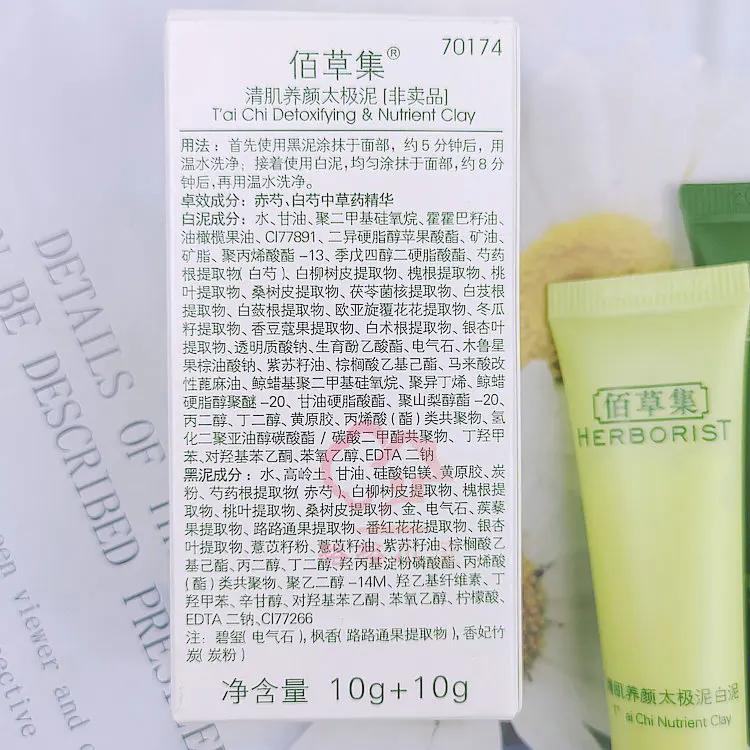 佰草集®
70174
清肌养颜太极泥 [非卖品]
T'ai Chi Detoxifying & Nutrient Clay
用法：首先使用黑泥涂抹于面部，约5分钟后，用
温水洗净；接着使用白泥，均匀涂抹于面部，约8分
钟后，再用温水洗净。
卓效成分：赤芍、白芍中草药精华
白泥成分：水、甘油、聚二甲基硅氧烷、霍霍巴籽油、
油橄榄果油、CI77891、二异硬脂醇苹果酸酯、矿油、
矿脂、聚丙烯酸酯-13、季戊四醇二硬脂酸酯、芍药
根提取物(白芍)、白柳树皮提取物、槐根提取物、桃
叶提取物、桑树皮提取物、茯苓菌核提取物、白芨根
提取物、白蔹根提取物、欧亚旋覆花花提取物、冬瓜
籽提取物、香豆蔻果提取物、白术根提取物、银杏叶
提取物、透明质酸钠、生育酚乙酸酯、电气石、木鲁星
果棕油酸钠、紫苏籽油、棕榈酸乙基己酯、马来酸改
性蓖麻油、鲸蜡基聚二甲基硅氧烷、聚异丁烯、鲸蜡
硬脂醇聚醚-20、甘油硬脂酸酯、聚山梨醇酯-20、
丙二醇、丁二醇、黄原胶、丙烯酸(酯)类共聚物、氢
化二聚亚油醇碳酸酯/碳酸二甲酯共聚物、丁羟甲
苯、对羟基苯乙酮、苯氧乙醇、EDTA 二钠
黑泥成分：水、高岭土、甘油、硅酸铝镁、黄原胶、炭
粉、芍药根提取物(赤芍)、白柳树皮提取物、槐根提
取物、桃叶提取物、桑树皮提取物、金、电气石、蒺藜
果提取物、路路通果提取物、番红花花提取物、银杏
叶提取物、薏苡籽粉、薏苡籽油、紫苏籽油、棕榈酸乙
基己酯、丙二醇、丁二醇、羟丙基淀粉磷酸酯、丙烯酸
(酯)类共聚物、聚乙二醇-14M、羟乙基纤维素、丁
羟甲苯、辛甘醇、对羟基苯乙酮、苯氧乙醇、柠檬酸、
EDTA 二钠、CI77266
注：碧玺(电气石)，枫香(路路通果提取物)，香妃竹
炭(炭粉)
净含量 10g+10g
佰草集
HERBORIST
清肌养颜太极泥白泥
T'ai Chi Nutrient Clay
DETAILS OF TH
N BE DESCRIBED PRE
een viewer and
spective